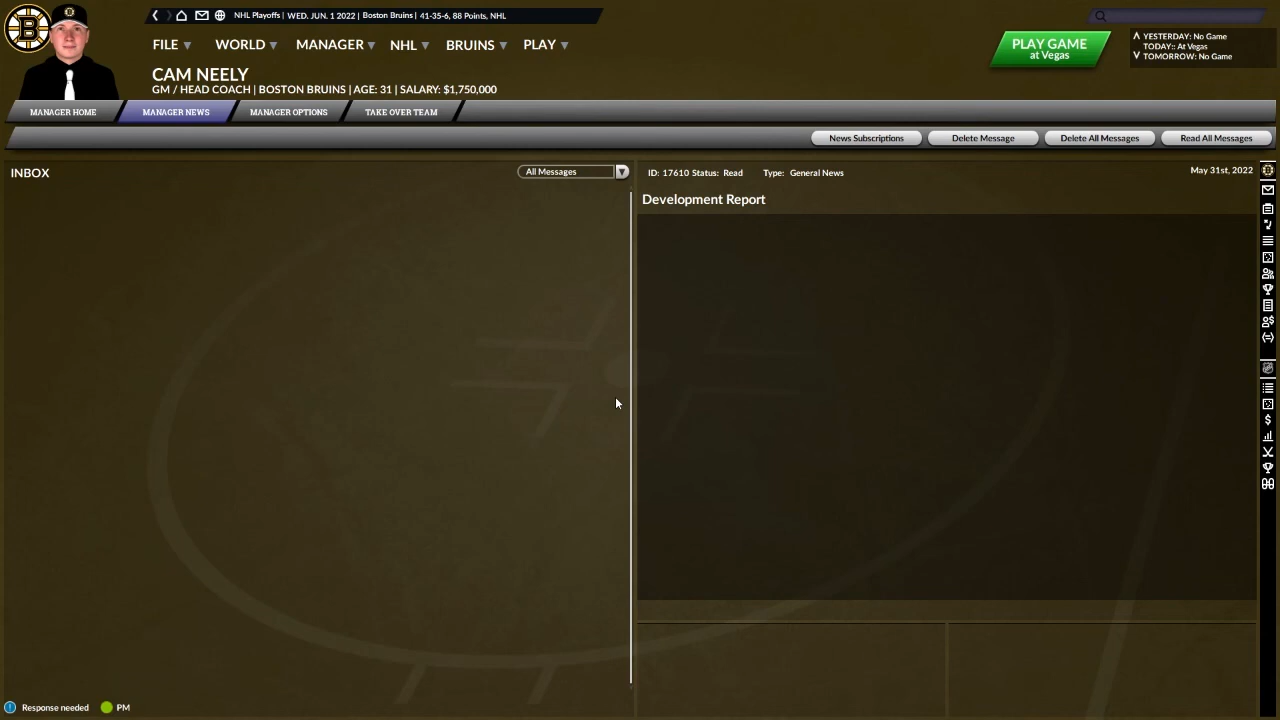 NHL Playoffs | WED. JUN. 1 2022 | Boston Bruins | 41-35-6, 88 Points, NHL
FILE WORLD MANAGER NHL BRUINS PLAY
PLAY GAME
at Vegas
YESTERDAY: No Game
TODAY:: At Vegas
TOMORROW: No Game
CAM NEELY
GM / HEAD COACH | BOSTON BRUINS | AGE: 31 | SALARY: $1,750,000
MANAGER HOME MANAGER NEWS MANAGER OPTIONS TAKE OVER TEAM
News Subscriptions Delete Message Delete All Messages Read All Messages
INBOX All Messages
ID: 17610 Status: Read Type: General News May 31st, 2022
Development Report
Response needed PM